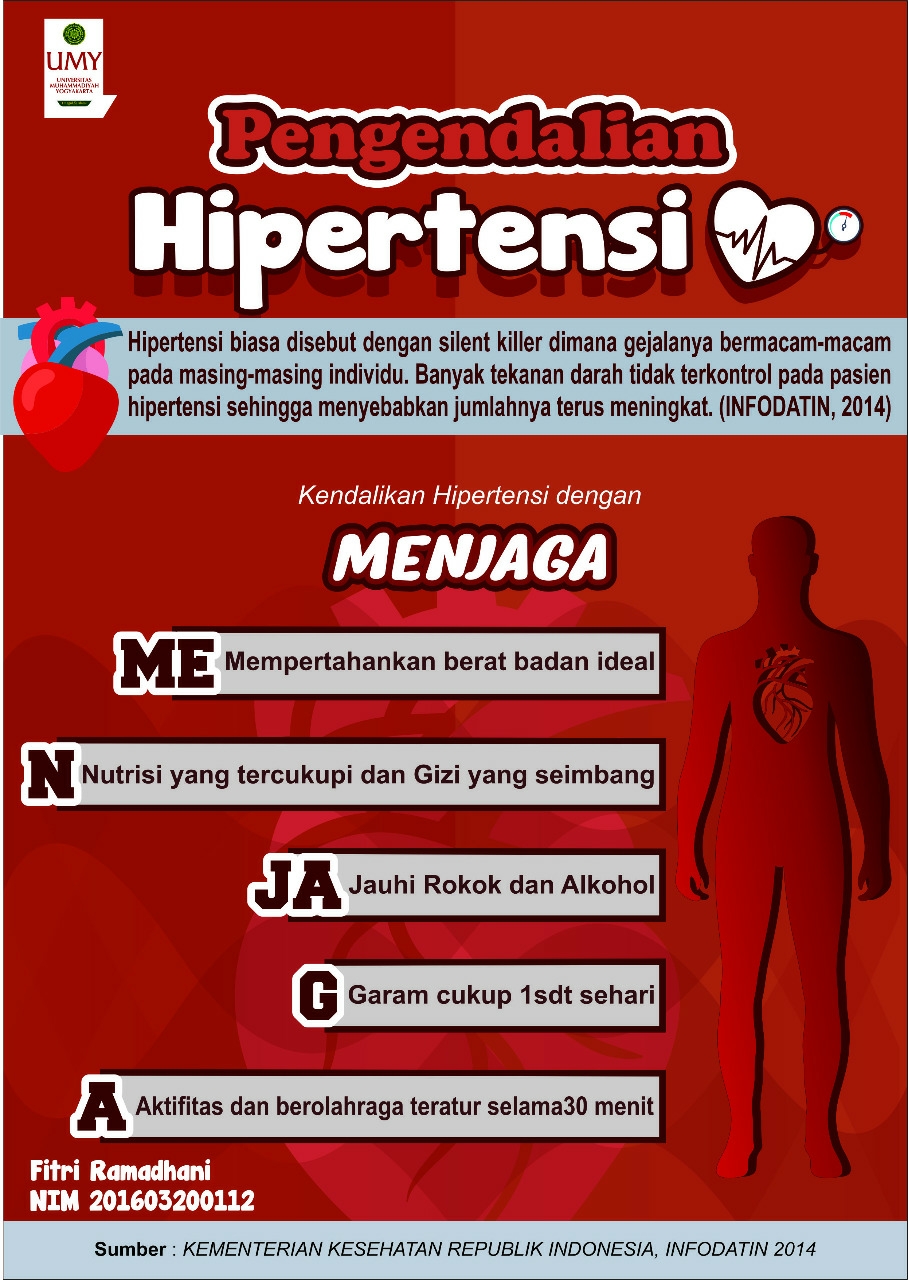 UMY
UNIVERSITAS
MUHAMMADIYAH
YOGYAKARTA
Pengendalian
Hipertensi
Hipertensi biasa disebut dengan silent killer dimana gejalanya bermacam-macam
pada masing-masing individu. Banyak tekanan darah tidak terkontrol pada pasien
hipertensi sehingga menyebabkan jumlahnya terus meningkat. (INFODATIN, 2014)
Kendalikan Hipertensi dengan
MENJAGA
ME Mempertahankan berat badan ideal
N Nutrisi yang tercukupi dan Gizi yang seimbang
JA Jauhi Rokok dan Alkohol
G Garam cukup 1sdt sehari
A Aktifitas dan berolahraga teratur selama30 menit
Fitri Ramadhani
NIM 201603200112
Sumber : KEMENTERIAN KESEHATAN REPUBLIK INDONESIA, INFODATIN 2014